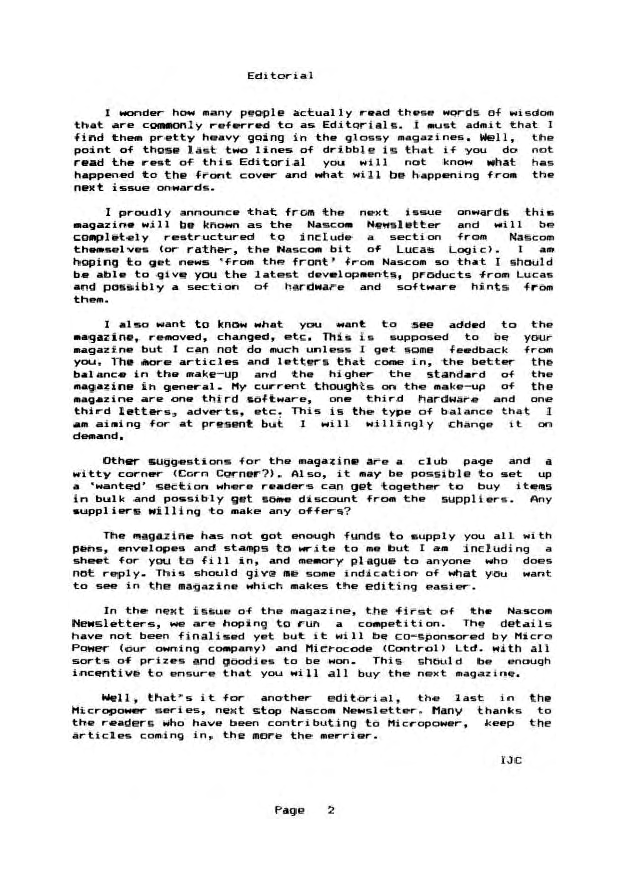 Editorial
I wonder how many people actually read these words of wisdom
that are commonly referred to as Editorials. I must admit that I
find them pretty heavy going in the glossy magazines. Well, the
point of those last two lines of dribble is that if you do not
read the rest of this Editorial you will not know what has
happened to the front cover and what will be happening from the
next issue onwards.
I proudly announce that from the next issue onwards this
magazine will be known as the Nascom Newsletter and will be
completely restructured to include a section from Nascom
themselves (or rather, the Nascom bit of Lucas Logic). I am
hoping to get news 'from the front' from Nascom so that I should
be able to give you the latest developments, products from Lucas
and possibly a section of hardware and software hints from
them.
I also want to know what you want to see added to the
magazine, removed, changed, etc. This is supposed to be your
magazine but I can not do much unless I get some feedback from
you. The more articles and letters that come in, the better the
balance in the make-up and the higher the standard of the
magazine in general. My current thoughts on the make-up of the
magazine are one third software, one third hardware and one
third letters, adverts, etc. This is the type of balance that I
am aiming for at present but I will willingly change it on
demand.
Other suggestions for the magazine are a club page and a
witty corner (Corn Corner?). Also, it may be possible to set up
a 'wanted' section where readers can get together to buy items
in bulk and possibly get some discount from the suppliers. Any
suppliers willing to make any offers?
The magazine has not got enough funds to supply you all with
pens, envelopes and stamps to write to me but I am including a
sheet for you to fill in, and memory plague to anyone who does
not reply. This should give me some indication of what you want
to see in the magazine which makes the editing easier.
In the next issue of the magazine, the first of the Nascom
Newsletters, we are hoping to run a competition. The details
have not been finalised yet but it will be co-sponsored by Micro
Power (our owning company) and Microcode (Control) Ltd. with all
sorts of prizes and goodies to be won. This should be enough
incentive to ensure that you will all buy the next magazine.
Well, that's it for another editorial, the last in the
Micropower series, next stop Nascom Newsletter. Many thanks to
the readers who have been contributing to Micropower, keep the
articles coming in, the more the merrier.
IJC
Page 2